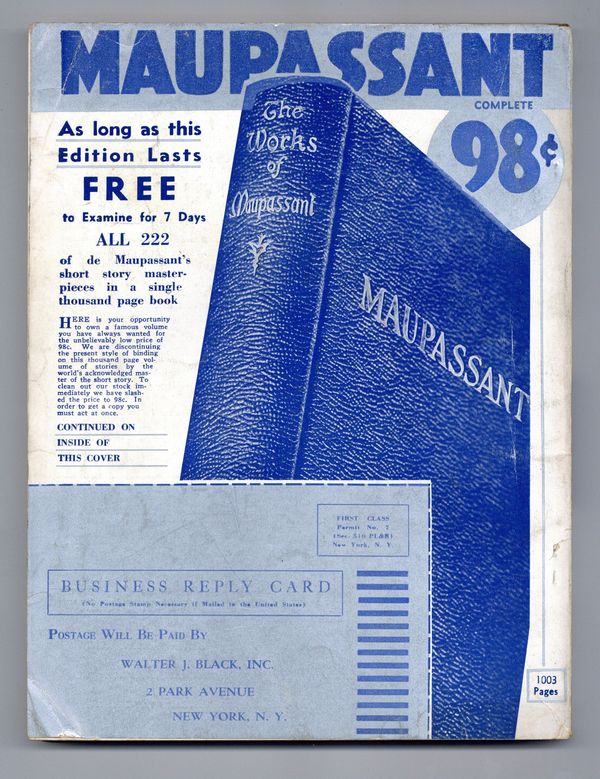 MAUPASSANT
COMPLETE
98¢
As long as this
Edition Lasts
FREE
to Examine for 7 Days
ALL 222
of de Maupassant's
short story master-
pieces in a single
thousand page book
HERE is your opportunity
to own a famous volume
you have always wanted for
the unbelievably low price of
98c. We are discontinuing
the present style of binding
on this thousand page vol-
ume of stories by the
world's acknowledged mas-
ter of the short story. To
clean out our stock im-
mediately we have slash-
ed the price to 98c. In
order to get a copy you
must act at once.
CONTINUED ON
INSIDE OF
THIS COVER
The
Works
of
Maupassant
MAUPASSANT
FIRST CLASS
Permit No. 7
(Sec. 510 PL&R)
New York, N. Y.
BUSINESS REPLY CARD
(No Postage Stamp Necessary if Mailed in the United States)
POSTAGE WILL BE PAID BY
WALTER J. BLACK, INC.
2 PARK AVENUE
NEW YORK, N. Y.
1003
Pages